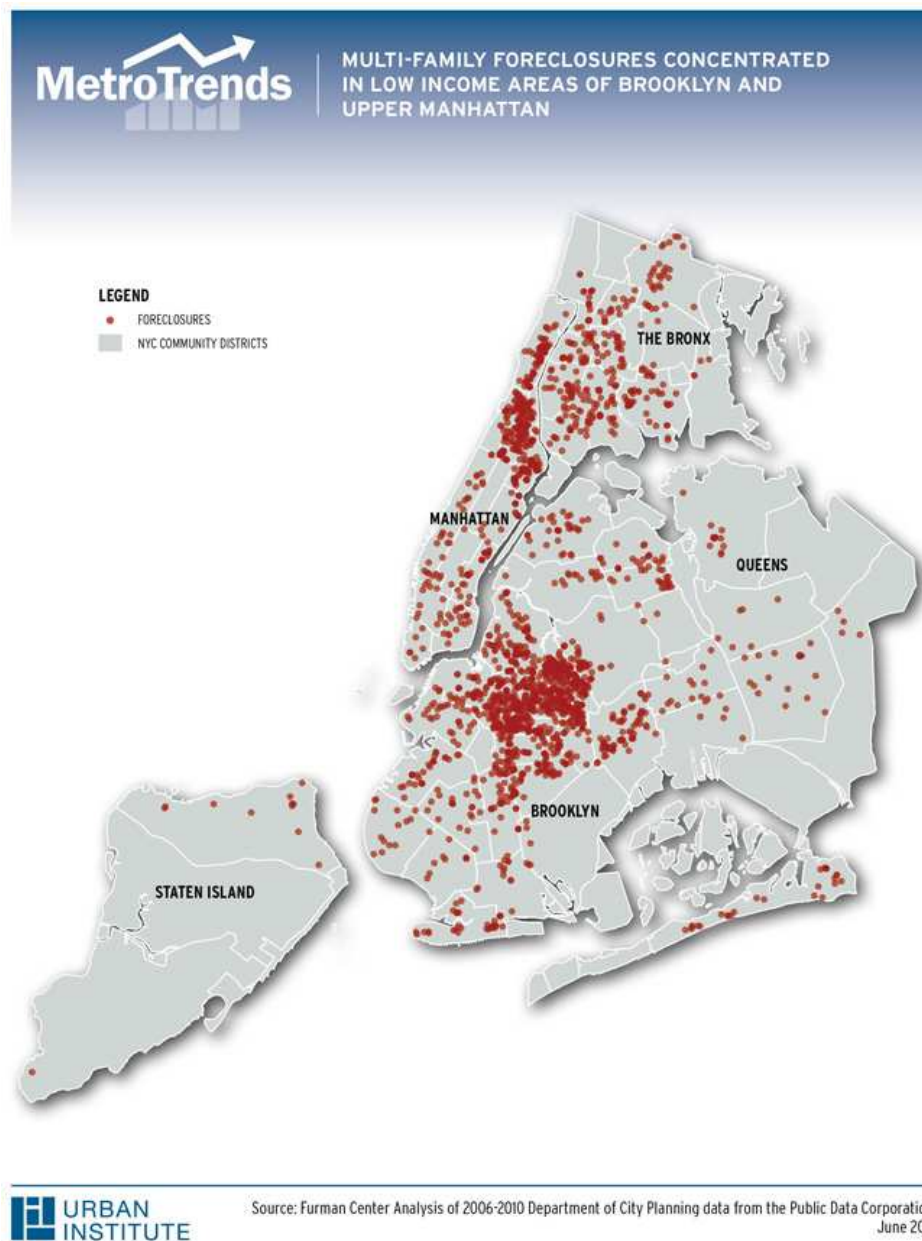 MetroTrends
MULTI-FAMILY FORECLOSURES CONCENTRATED
IN LOW INCOME AREAS OF BROOKLYN AND
UPPER MANHATTAN
LEGEND
FORECLOSURES
NYC COMMUNITY DISTRICTS
THE BRONX
MANHATTAN
QUEENS
BROOKLYN
STATEN ISLAND
URBAN
INSTITUTE
Source: Furman Center Analysis of 2006-2010 Department of City Planning data from the Public Data
June